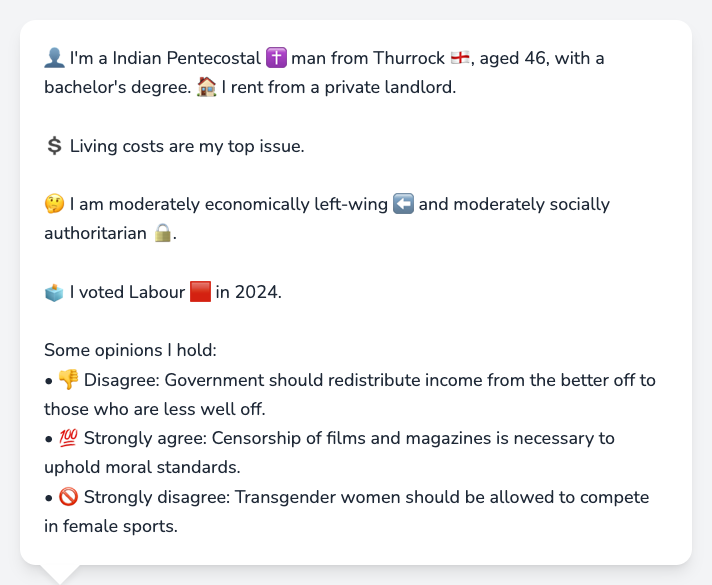 👤 I'm a Indian Pentecostal ✝️ man from Thurrock 🏴󠁧󠁢󠁥󠁮󠁧󠁿, aged 46, with a
bachelor's degree. 🏠 I rent from a private landlord.
💲 Living costs are my top issue.
🤔 I am moderately economically left-wing ⬅️ and moderately socially
authoritarian 🔒.
🗳️ I voted Labour 🟥 in 2024.
Some opinions I hold:
• 👎 Disagree: Government should redistribute income from the better off to
those who are less well off.
• 💯 Strongly agree: Censorship of films and magazines is necessary to
uphold moral standards.
• 🚫 Strongly disagree: Transgender women should be allowed to compete
in female sports.